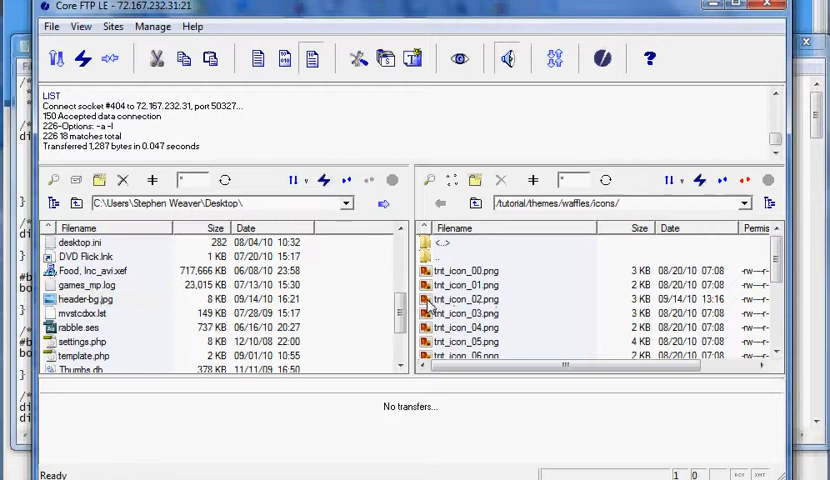 Core FTP LE - 72.167.232.31:21
File View Sites Manage Help
LIST
Connect socket #404 to 72.167.232.31, port 50327...
150 Accepted data connection
226-Options: -a -l
226 18 matches total
Transferred 1,287 bytes in 0.047 seconds
C:\Users\Stephen Weaver\Desktop\
/tutorial/themes/waffles/icons/
Filename Size Date
Filename Size Date Permis
desktop.ini 282 08/04/10 10:32
DVD Flick.lnk 1 KB 07/20/15 15:17
Food, Inc_avi.xef 717,666 KB 06/08/10 23:58
games_mp.log 23,015 KB 07/13/10 15:30
header-bg.jpg 8 KB 09/14/10 16:21
mvstcdxx.lst 149 KB 07/28/09 15:17
rabble.ses 737 KB 06/16/10 20:27
settings.php 8 KB 12/10/08 22:00
template.php 2 KB 09/01/10 10:55
Thumbs.db 378 KB 11/11/09 16:50
<..>
..
tnt_icon_00.png 3 KB 08/20/10 07:08 -rw-r--r-
tnt_icon_01.png 2 KB 08/20/10 07:08 -rw-r--r-
tnt_icon_02.png 3 KB 09/14/10 13:16 -rw-r--r-
tnt_icon_03.png 3 KB 08/20/10 07:08 -rw-r--r-
tnt_icon_04.png 2 KB 08/20/10 07:08 -rw-r--r-
tnt_icon_05.png 4 KB 08/20/10 07:08 -rw-r--r-
tnt_icon_06.png 2 KB 08/20/10 07:08 -rw-r--r-
No transfers...
Ready 1 0